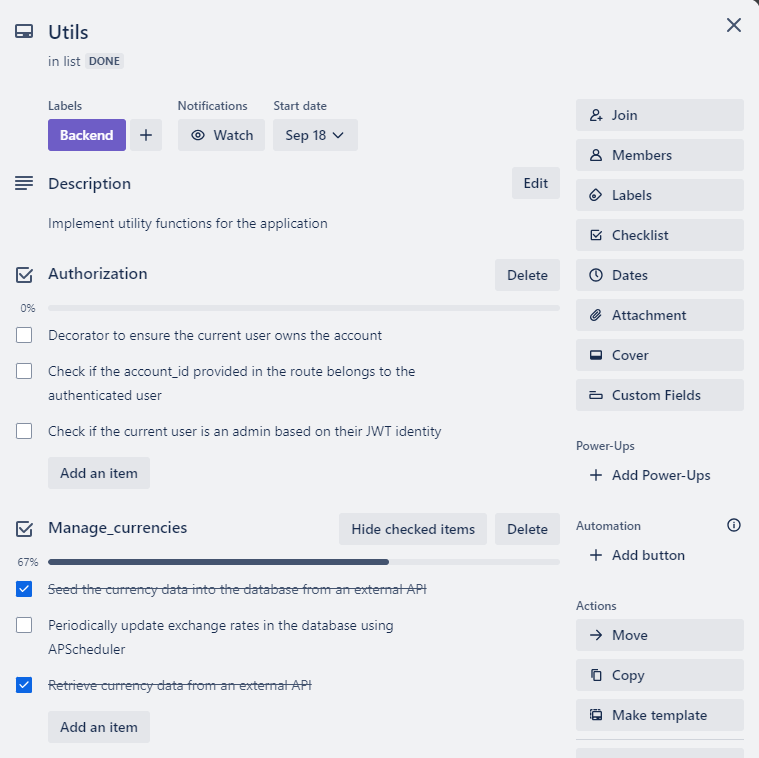 Utils
in list DONE
Labels
Notifications
Start date
Backend
Watch
Sep 18
Description
Edit
Implement utility functions for the application
Authorization
Delete
0%
Decorator to ensure the current user owns the account
Check if the account_id provided in the route belongs to the
authenticated user
Check if the current user is an admin based on their JWT identity
Add an item
Manage_currencies
Hide checked items
Delete
67%
Seed the currency data into the database from an external API
Periodically update exchange rates in the database using
APScheduler
Retrieve currency data from an external API
Add an item
Join
Members
Labels
Checklist
Dates
Attachment
Cover
Custom Fields
Power-Ups
Add Power-Ups
Automation
Add button
Actions
Move
Copy
Make template